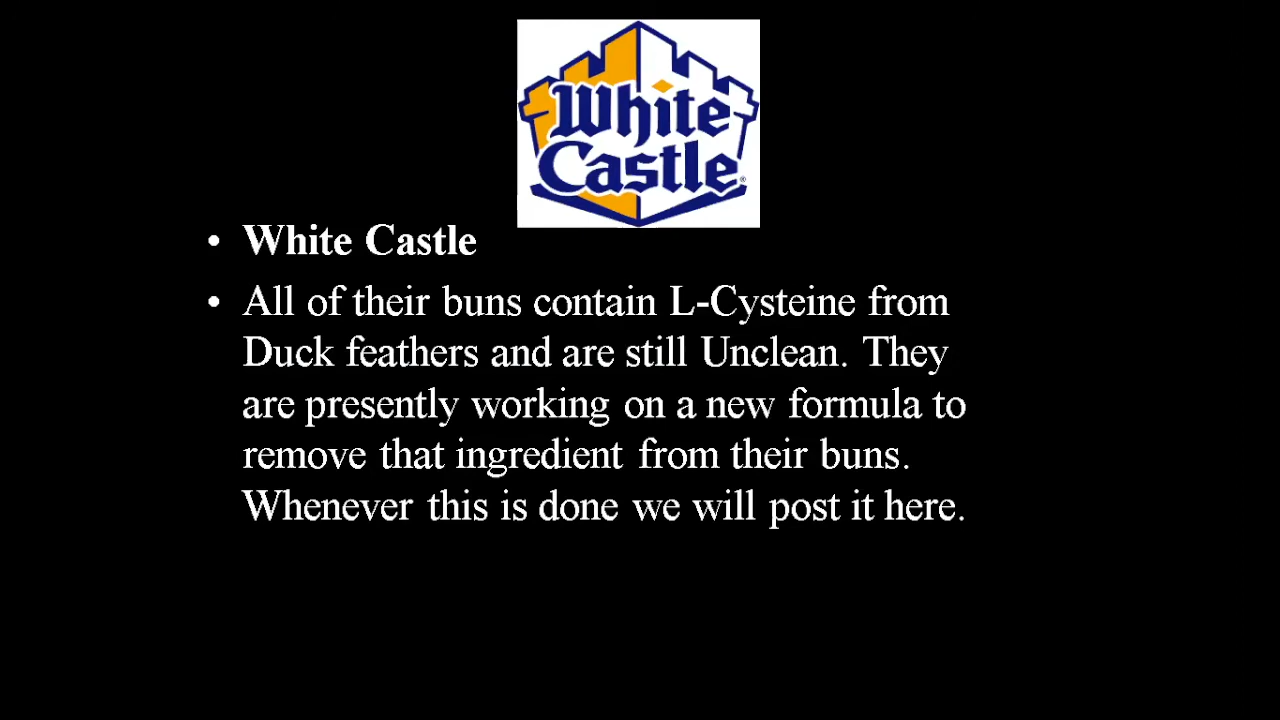 White
Castle®
• White Castle
• All of their buns contain L-Cysteine from
Duck feathers and are still Unclean. They
are presently working on a new formula to
remove that ingredient from their buns.
Whenever this is done we will post it here.